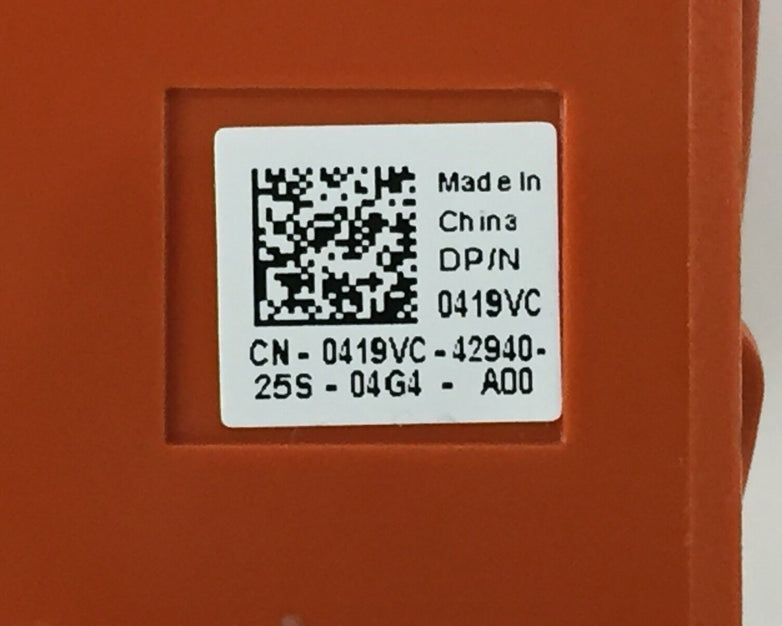 Made In
China
DP/N
0419VC
CN- 0419VC-42940-
25S - 04G4 - A00